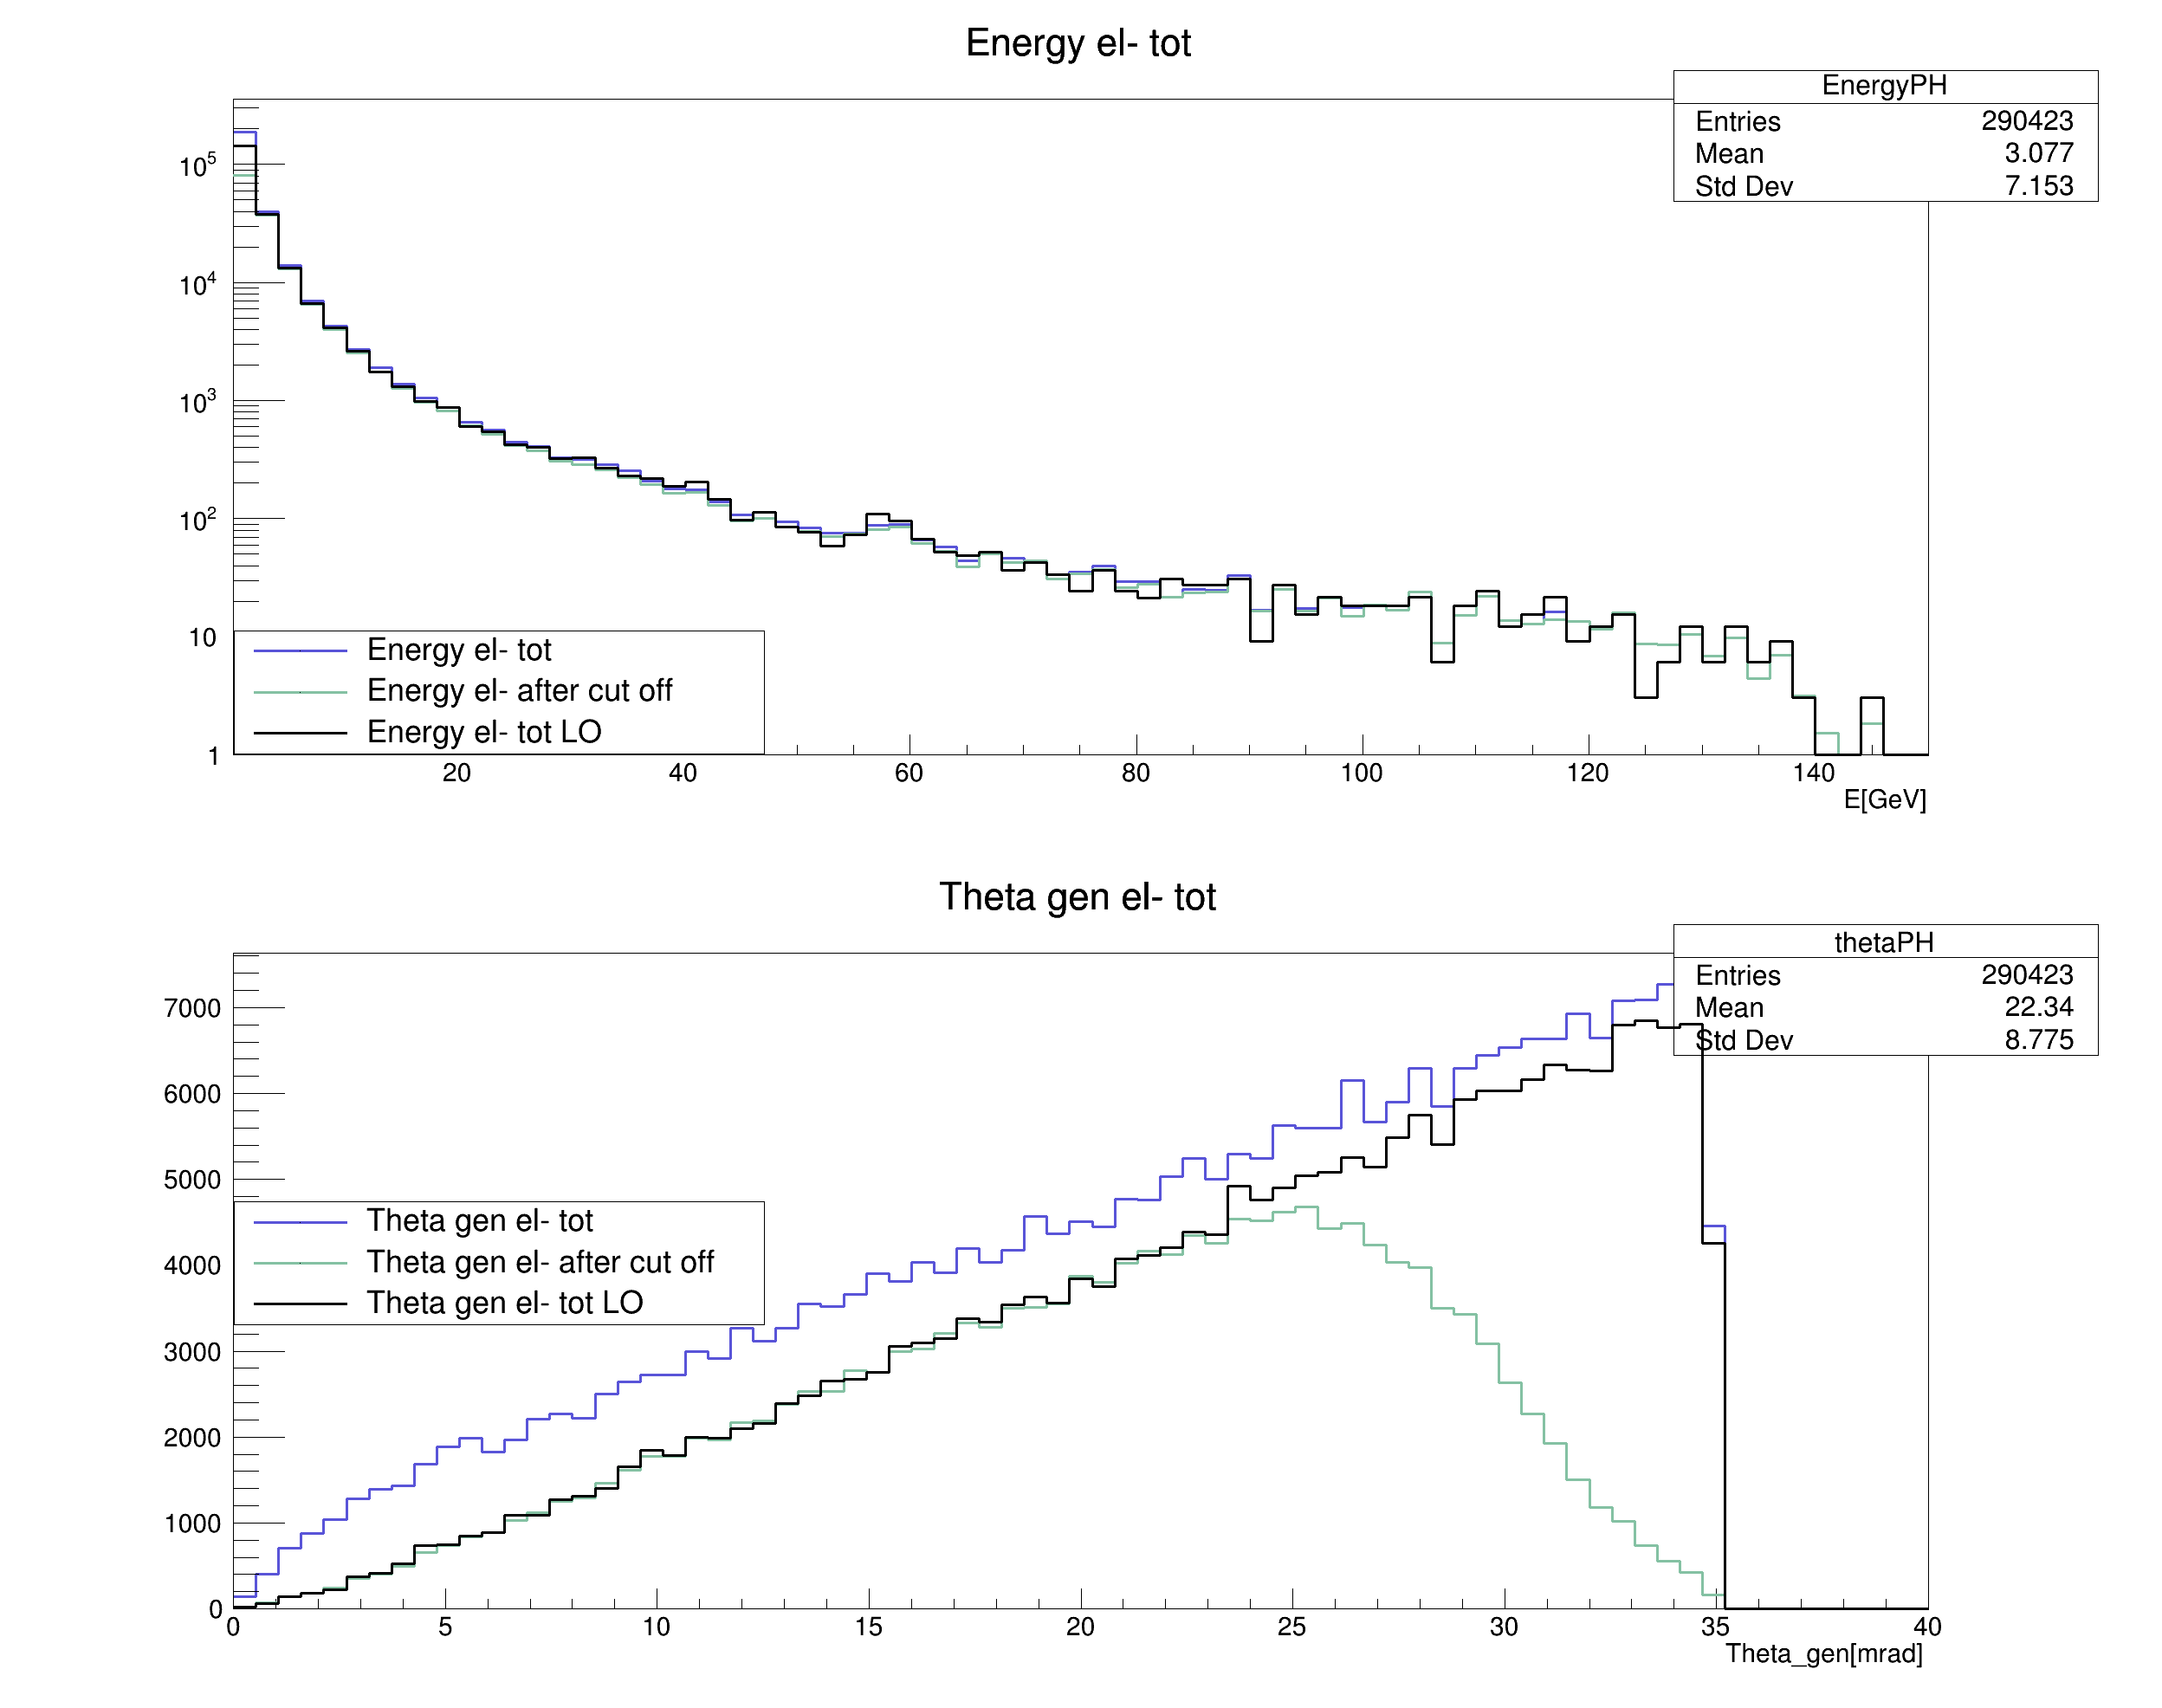 Energy el- tot
EnergyPH
Entries 290423
Mean 3.077
Std Dev 7.153
10^5
10^4
10^3
10^2
10
1
Energy el- tot
Energy el- after cut off
Energy el- tot LO
20 40 60 80 100 120 140
E[GeV]
Theta gen el- tot
thetaPH
Entries 290423
Mean 22.34
Std Dev 8.775
7000
6000
5000
4000
3000
2000
1000
0
Theta gen el- tot
Theta gen el- after cut off
Theta gen el- tot LO
0 5 10 15 20 25 30 35 40
Theta_gen[mrad]